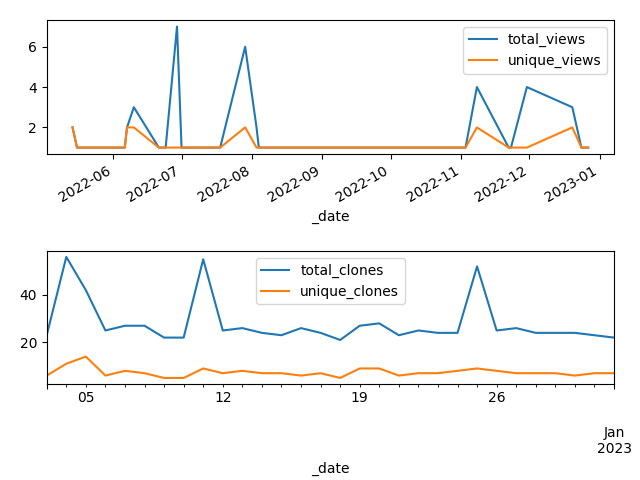 6
4
2
total_views
unique_views
2022-06
2022-07
2022-08
2022-09
2022-10
2022-11
2022-12
2023-01
_date
40
20
total_clones
unique_clones
05
12
19
26
Jan
2023
_date